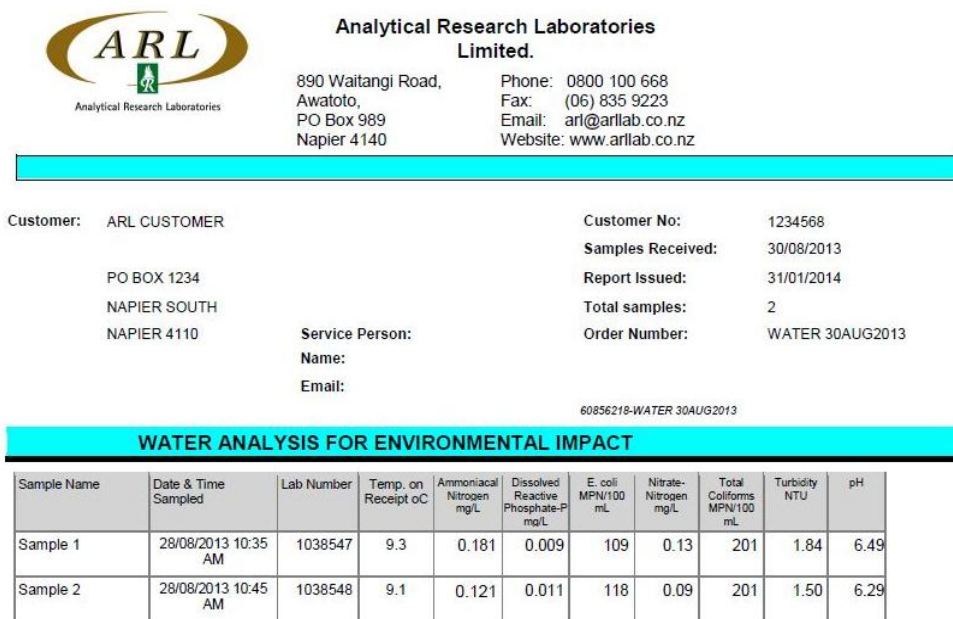 ARL
R
Analytical Research Laboratories
Analytical Research Laboratories
Limited.
890 Waitangi Road,
Awatoto,
PO Box 989
Napier 4140
Phone: 0800 100 668
Fax: (06) 835 9223
Email: arl@arllab.co.nz
Website: www.arllab.co.nz
Customer: ARL CUSTOMER
PO BOX 1234
NAPIER SOUTH
NAPIER 4110
Service Person:
Name:
Email:
Customer No: 1234568
Samples Received: 30/08/2013
Report Issued: 31/01/2014
Total samples: 2
Order Number: WATER 30AUG2013
60856218-WATER 30AUG2013
WATER ANALYSIS FOR ENVIRONMENTAL IMPACT
Sample Name
Date & Time
Sampled
Lab Number
Temp. on
Receipt oC
Ammoniacal
Nitrogen
mg/L
Dissolved
Reactive
Phosphate-P
mg/L
E. coli
MPN/100
mL
Nitrate-
Nitrogen
mg/L
Total
Coliforms
MPN/100
mL
Turbidity
NTU
pH
Sample 1 28/08/2013 10:35 1038547 9.3 0.181 0.009 109 0.13 201 1.84 6.49
AM
Sample 2 28/08/2013 10:45 1038548 9.1 0.121 0.011 118 0.09 201 1.50 6.29
AM